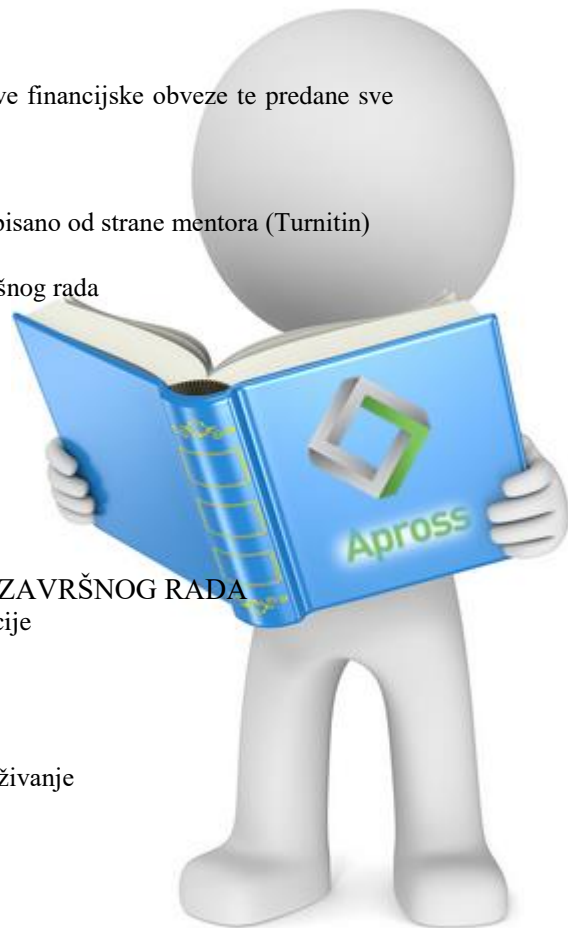 ve financijske obveze te predane sve
pisano od strane mentora (Turnitin)
šnog rada
Apross
ZAVRŠNOG RADA
cije
živanje